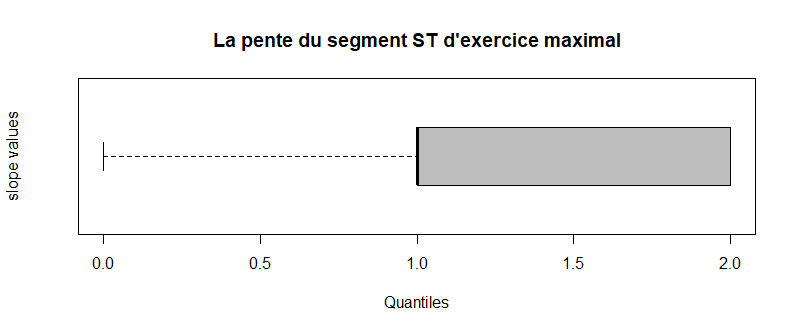 La pente du segment ST d'exercice maximal
slope values
0.0 0.5 1.0 1.5 2.0
Quantiles